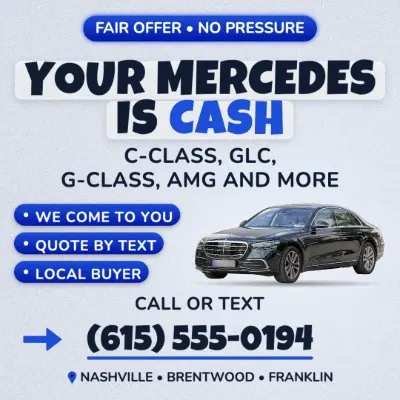 FAIR OFFER • NO PRESSURE
YOUR MERCEDES
IS CASH
C-CLASS, GLC,
G-CLASS, AMG AND MORE
• WE COME TO YOU
• QUOTE BY TEXT
• LOCAL BUYER
CALL OR TEXT
(615) 555-0194
NASHVILLE • BRENTWOOD • FRANKLIN